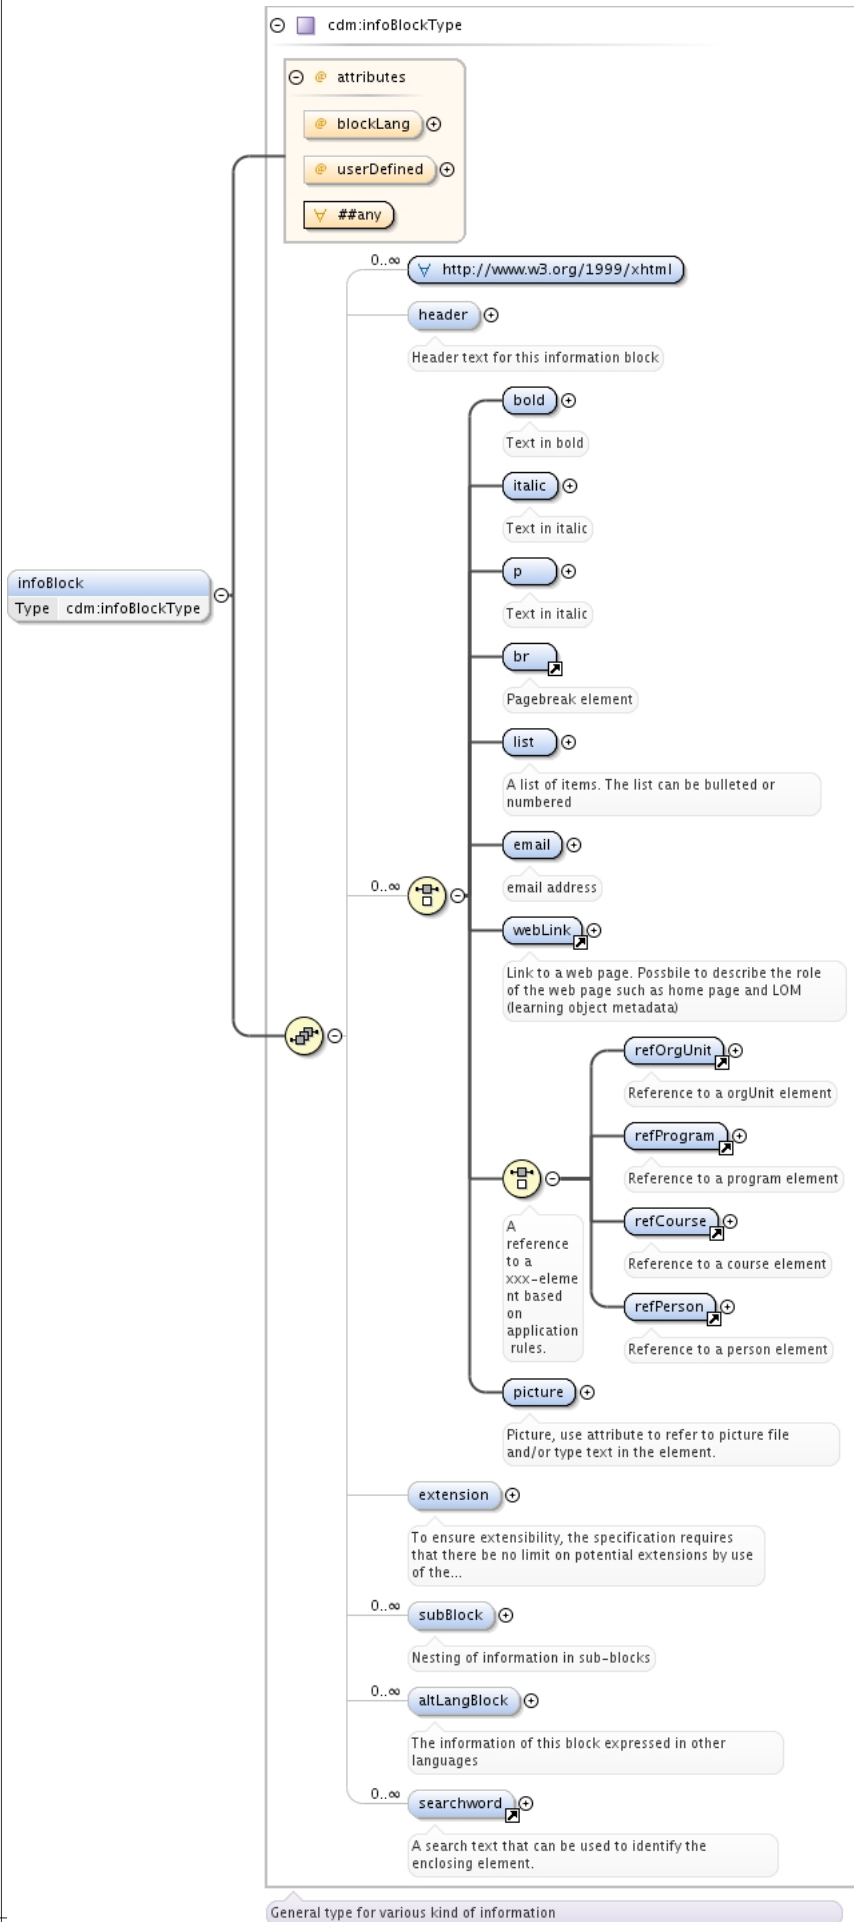 cdm:infoBlockType
@ attributes
@ blockLang
@ userDefined
∀ ##any
0..∞
∀ http://www.w3.org/1999/xhtml
header
Header text for this information block
bold
Text in bold
italic
Text in italic
p
Text in italic
infoBlock
Type cdm:infoBlockType
br
Pagebreak element
list
A list of items. The list can be bulleted or
numbered
email
email address
0..∞
webLink
Link to a web page. Possbile to describe the role
of the web page such as home page and LOM
(learning object metadata)
refOrgUnit
Reference to a orgUnit element
refProgram
Reference to a program element
refCourse
Reference to a course element
refPerson
Reference to a person element
A
reference
to a
xxx-eleme
nt based
on
application
rules.
picture
Picture, use attribute to refer to picture file
and/or type text in the element.
extension
To ensure extensibility, the specification requires
that there be no limit on potential extensions by use
of the...
0..∞
subBlock
Nesting of information in sub-blocks
0..∞
altLangBlock
The information of this block expressed in other
languages
0..∞
searchword
A search text that can be used to identify the
enclosing element.
General type for various kind of information